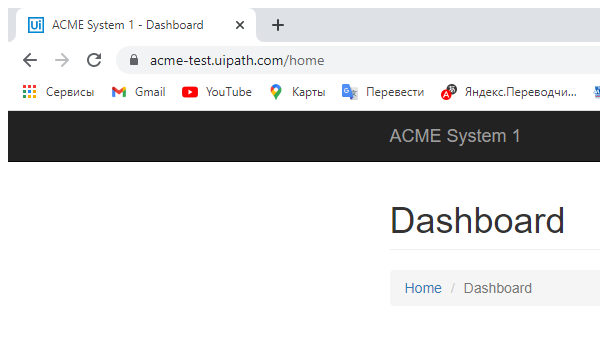 Ui ACME System 1 - Dashboard
acme-test.uipath.com/home
Сервисы Gmail YouTube Карты Перевести Яндекс.Переводчи...
ACME System 1
Dashboard
Home / Dashboard